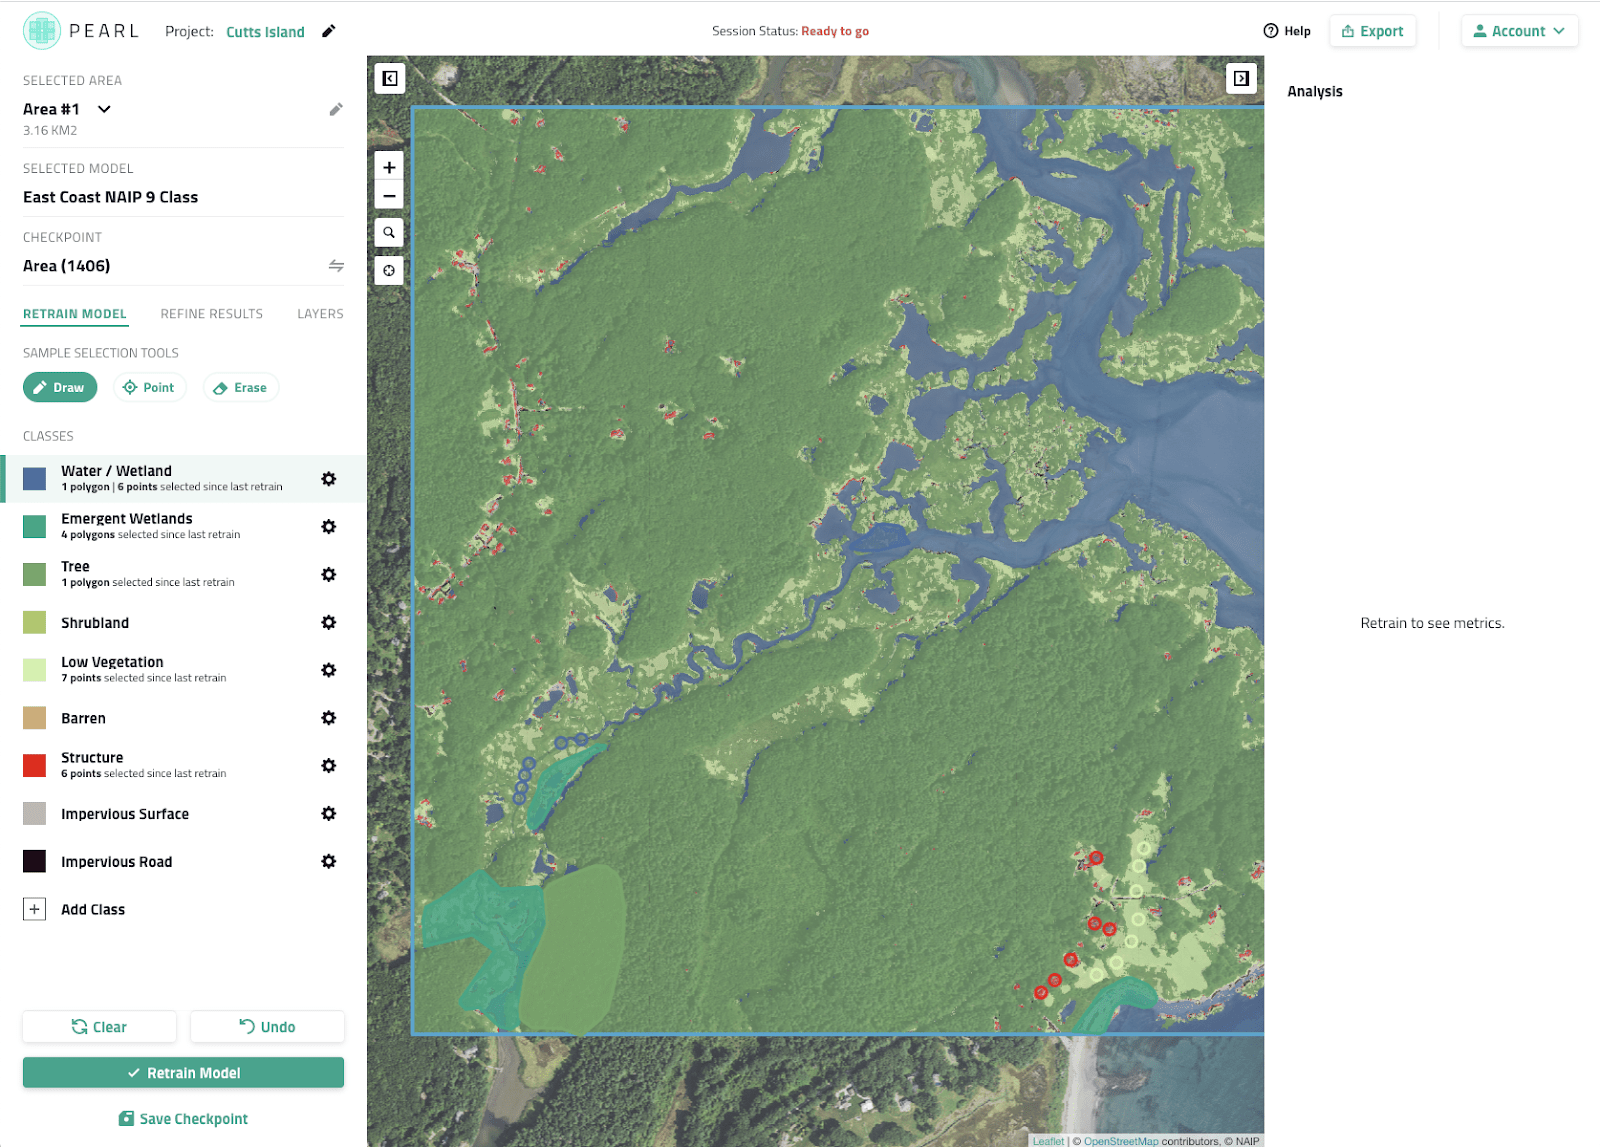 PEARL
Project: Cutts Island
Session Status: Ready to go
Help
Export
Account
SELECTED AREA
Area #1
3.16 KM2
SELECTED MODEL
East Coast NAIP 9 Class
CHECKPOINT
Area (1406)
RETRAIN MODEL REFINE RESULTS LAYERS
SAMPLE SELECTION TOOLS
Draw Point Erase
CLASSES
Water / Wetland
1 polygon | 6 points selected since last retrain
Emergent Wetlands
4 polygons selected since last retrain
Tree
1 polygon selected since last retrain
Shrubland
Low Vegetation
7 points selected since last retrain
Barren
Structure
6 points selected since last retrain
Impervious Surface
Impervious Road
+ Add Class
Clear Undo
Retrain Model
Save Checkpoint
+
−
Leaflet | © OpenStreetMap contributors, © NAIP
Analysis
Retrain to see metrics.